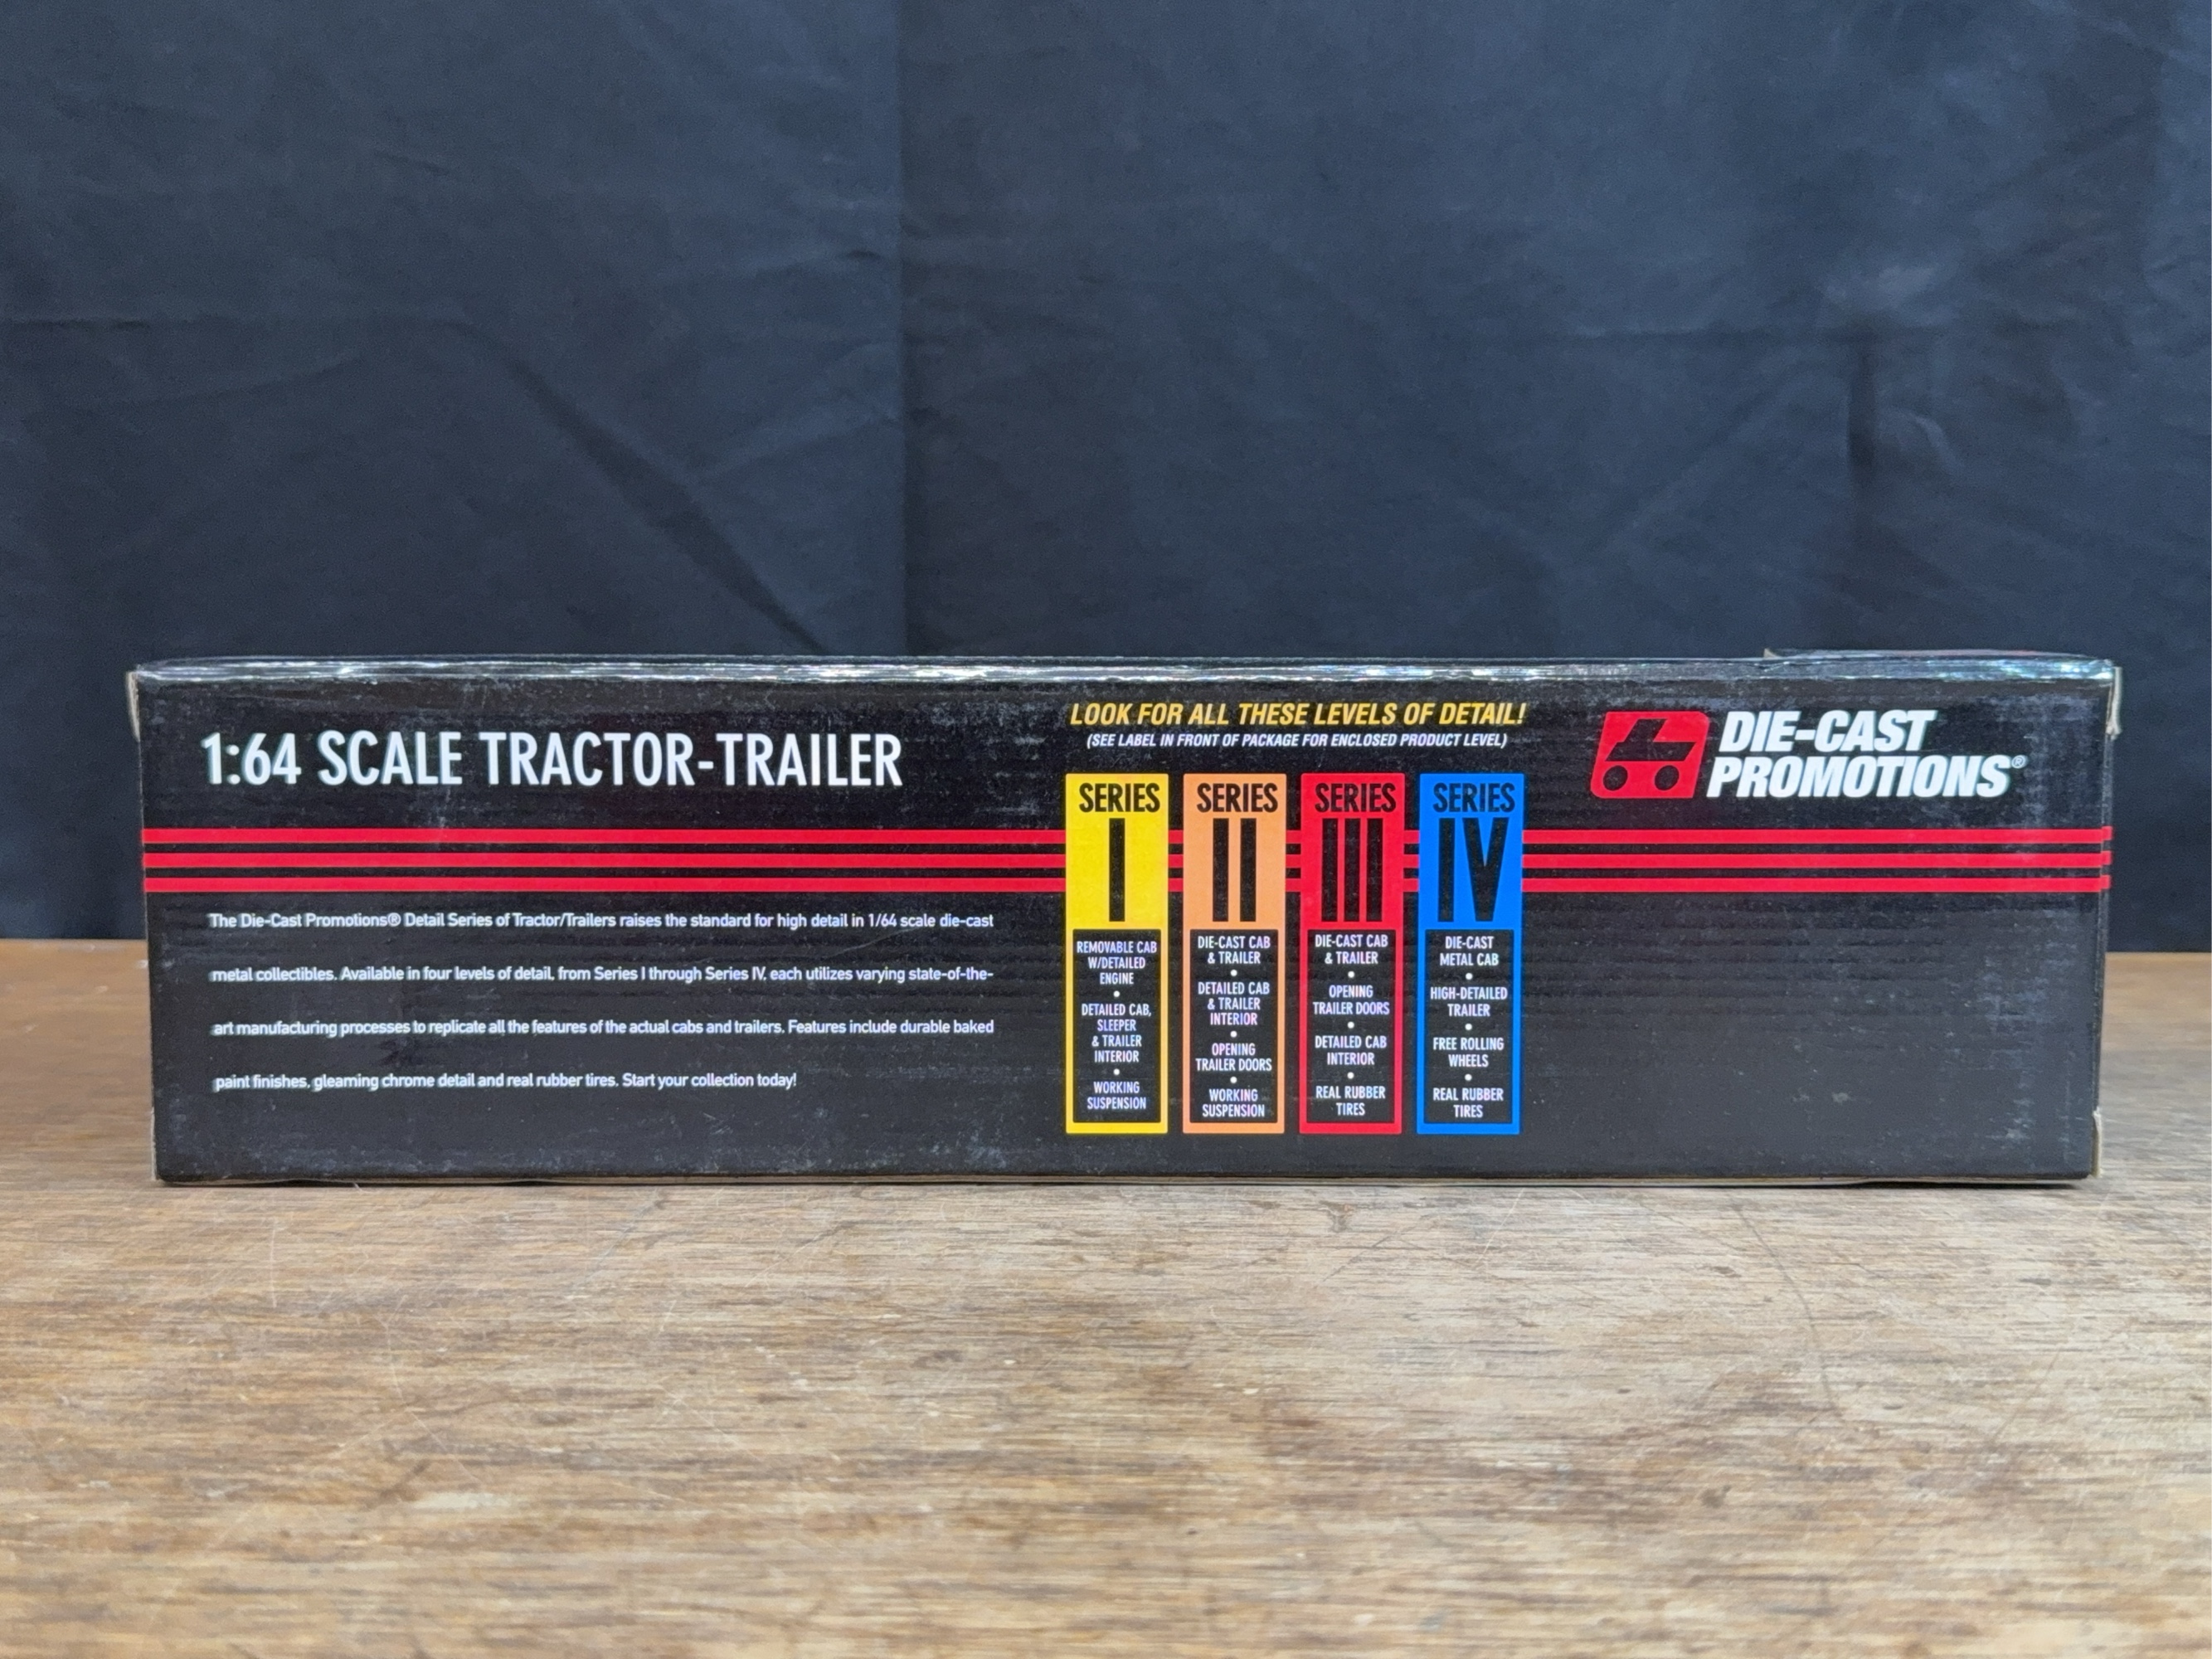 1:64 SCALE TRACTOR-TRAILER
The Die-Cast Promotions® Detail Series of Tractor/Trailers raises the standard for high detail in 1/64 scale die-cast
metal collectibles. Available in four levels of detail, from Series I through Series IV, each utilizes varying state-of-the-
art manufacturing processes to replicate all the features of the actual cabs and trailers. Features include durable baked
paint finishes, gleaming chrome detail and real rubber tires. Start your collection today!
LOOK FOR ALL THESE LEVELS OF DETAIL!
(SEE LABEL IN FRONT OF PACKAGE FOR ENCLOSED PRODUCT LEVEL)
SERIES
I
REMOVABLE CAB
W/DETAILED
ENGINE
•
DETAILED CAB,
SLEEPER
& TRAILER
INTERIOR
•
WORKING
SUSPENSION
SERIES
II
DIE-CAST CAB
& TRAILER
•
DETAILED CAB
& TRAILER
INTERIOR
•
OPENING
TRAILER DOORS
•
WORKING
SUSPENSION
SERIES
III
DIE-CAST CAB
& TRAILER
•
OPENING
TRAILER DOORS
•
DETAILED CAB
INTERIOR
•
REAL RUBBER
TIRES
SERIES
IV
DIE-CAST
METAL CAB
•
HIGH-DETAILED
TRAILER
•
FREE ROLLING
WHEELS
•
REAL RUBBER
TIRES
DIE-CAST
PROMOTIONS®